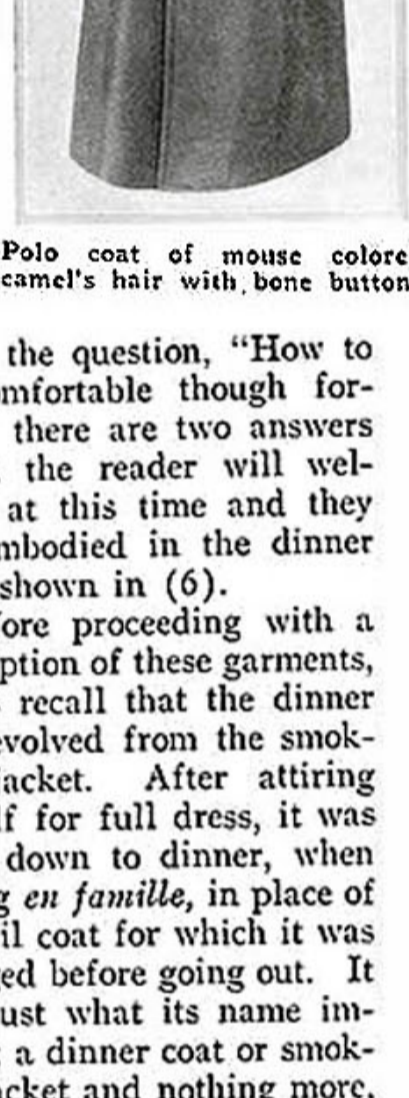 Polo coat of mouse colore
camel's hair with bone button
the question, "How to
mfortable though for-
there are two answers
the reader will wel-
at this time and they
mbodied in the dinner
shown in (6).
ore proceeding with a
ption of these garments,
recall that the dinner
evolved from the smok-
acket. After attiring
lf for full dress, it was
down to dinner, when
g en famille, in place of
il coat for which it was
ed before going out. It
ust what its name im-
a dinner coat or smok-
acket and nothing more.